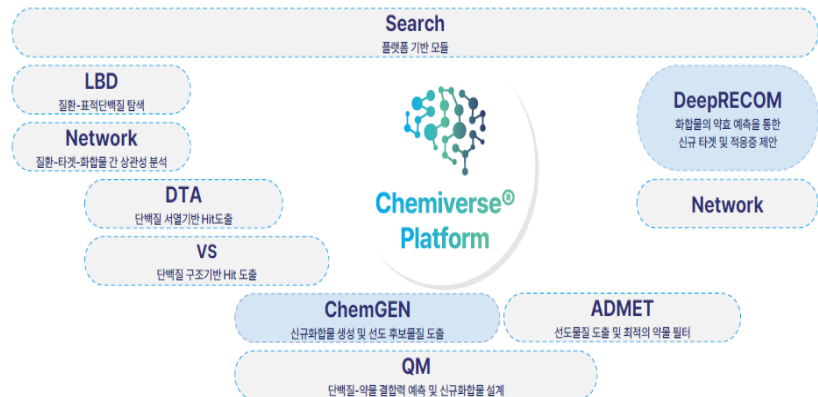 Search
플랫폼 기반 모듈
LBD
질환-표적단백질 탐색
Network
질환-타겟-화합물 간 상관성 분석
DTA
단백질 서열기반 Hit도출
VS
단백질 구조기반 Hit 도출
Chemiverse®
Platform
DeepRECOM
화합물의 약효 예측을 통한
신규 타겟 및 적응증 제안
Network
ChemGEN
신규화합물 생성 및 선도 후보물질 도출
ADMET
선도물질 도출 및 최적의 약물 필터
QM
단백질-약물 결합력 예측 및 신규화합물 설계